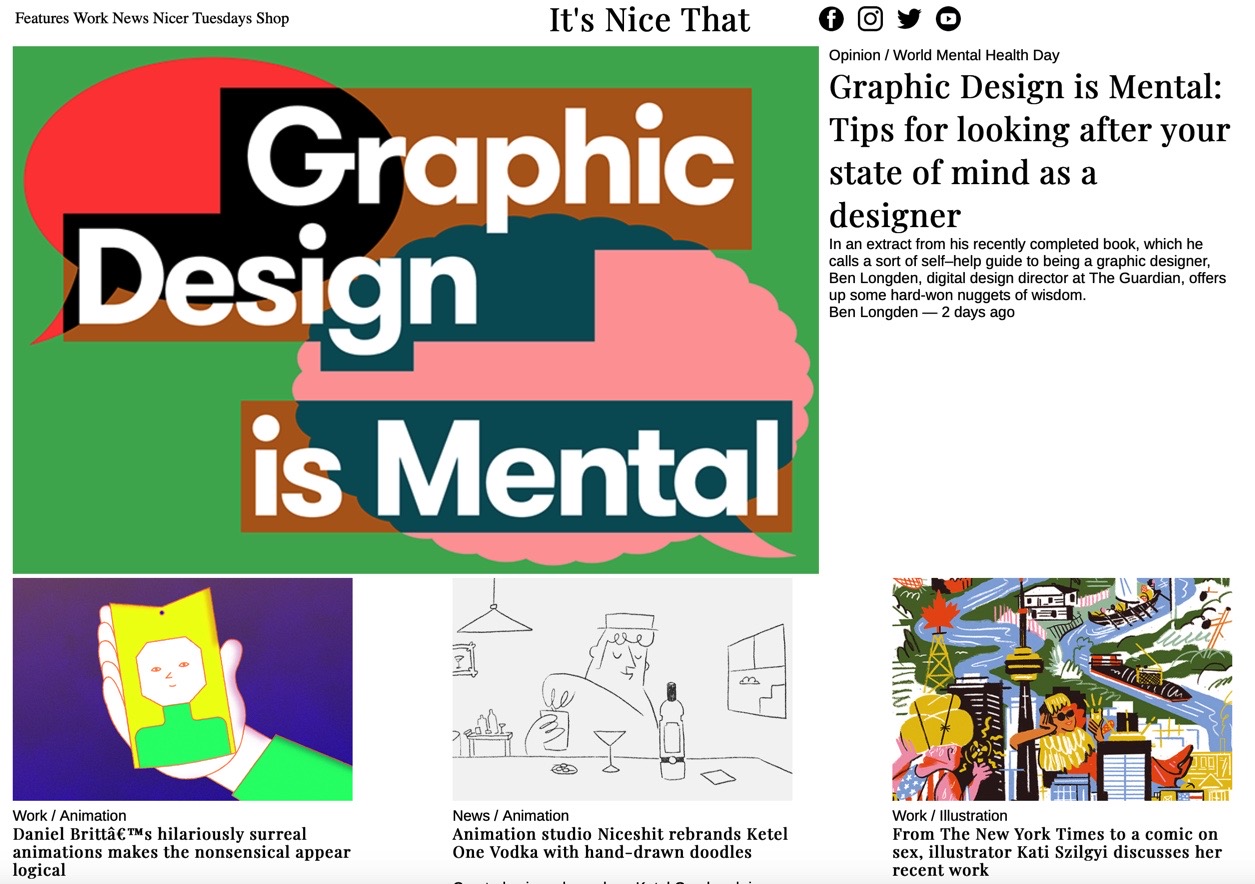 Features Work News Nicer Tuesdays Shop
It's Nice That
Graphic
Design
is Mental
Opinion / World Mental Health Day
Graphic Design is Mental:
Tips for looking after your
state of mind as a
designer
In an extract from his recently completed book, which he
calls a sort of self–help guide to being a graphic designer,
Ben Longden, digital design director at The Guardian, offers
up some hard-won nuggets of wisdom.
Ben Longden — 2 days ago
Work / Animation
Daniel Brittâ€™s hilariously surreal
animations makes the nonsensical appear
logical
News / Animation
Animation studio Niceshit rebrands Ketel
One Vodka with hand-drawn doodles
Work / Illustration
From The New York Times to a comic on
sex, illustrator Kati Szilgyi discusses her
recent work